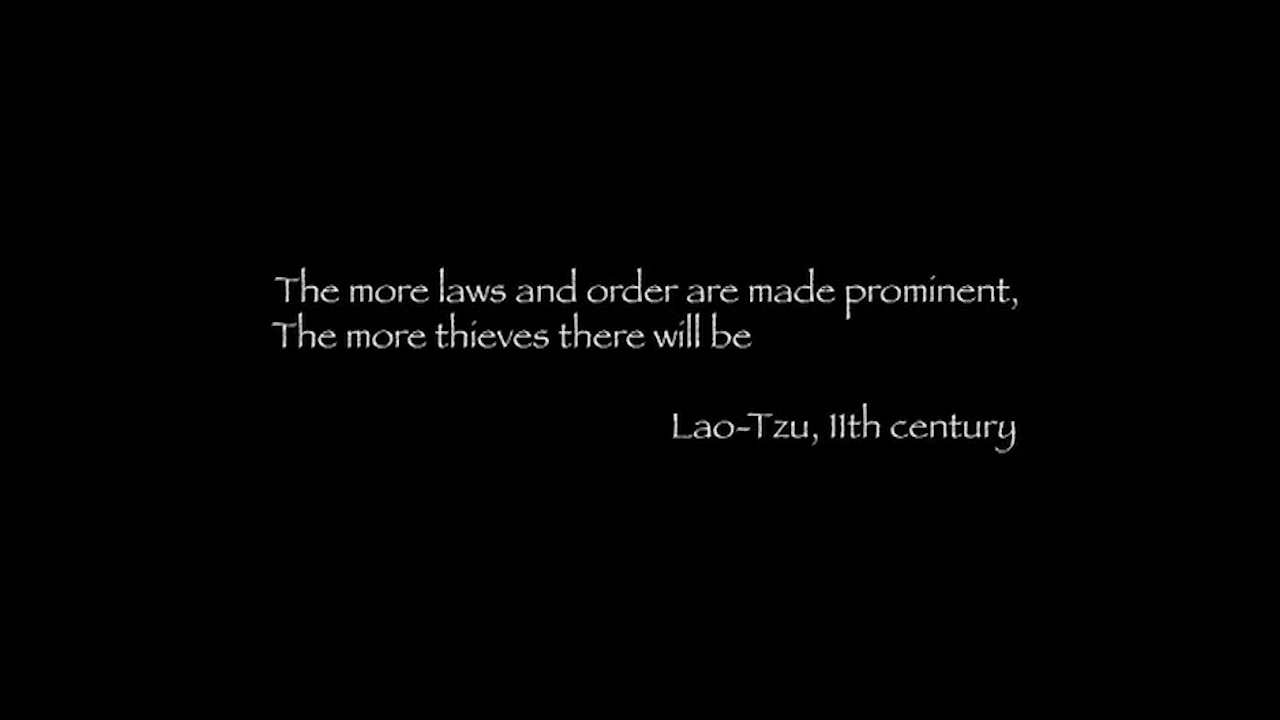 The more laws and order are made prominent,
The more thieves there will be
Lao-Tzu, 11th century